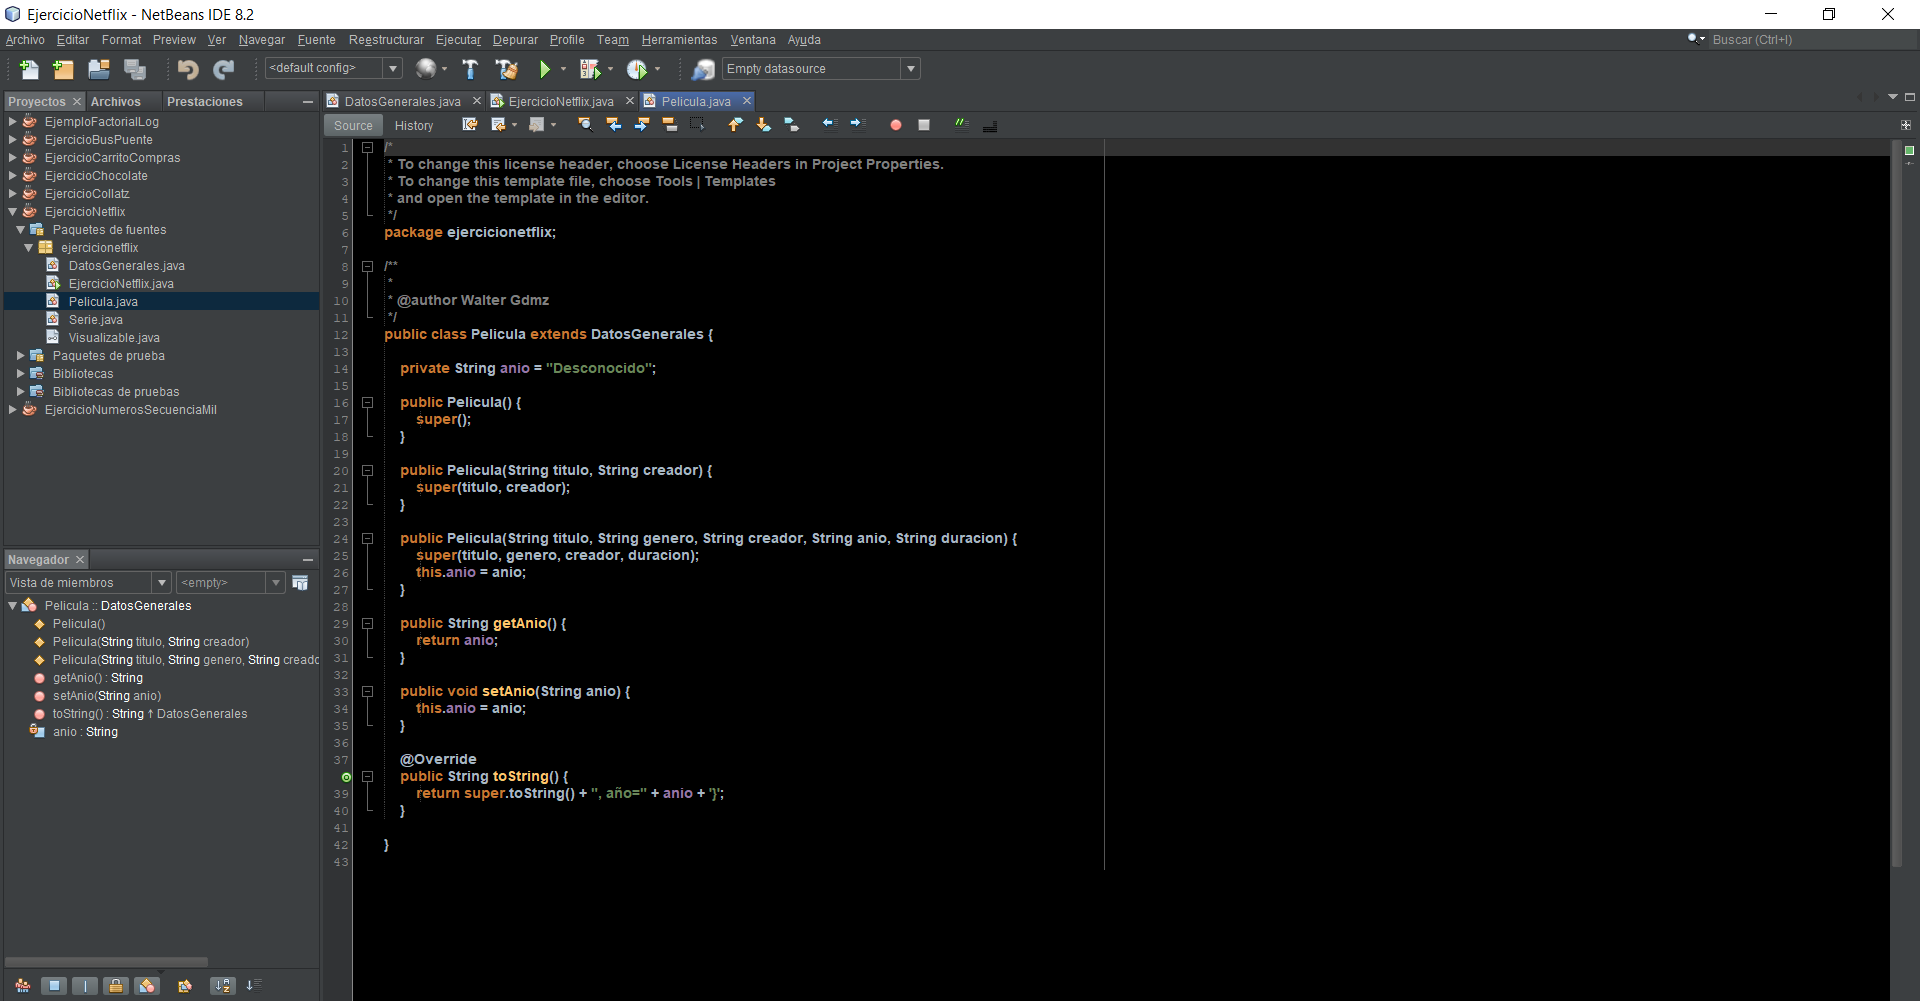 EjercicioNetflix - NetBeans IDE 8.2
Archivo Editar Format Preview Ver Navegar Fuente Reestructurar Ejecutar Depurar Profile Team Herramientas Ventana Ayuda
Buscar (Ctrl+I)
<default config>
Empty datasource
Proyectos Archivos Prestaciones
EjemploFactorialLog
EjercicioBusPuente
EjercicioCarritoCompras
EjercicioChocolate
EjercicioCollatz
EjercicioNetflix
Paquetes de fuentes
ejercicionetflix
DatosGenerales.java
EjercicioNetflix.java
Pelicula.java
Serie.java
Visualizable.java
Paquetes de prueba
Bibliotecas
Bibliotecas de pruebas
EjercicioNumerosSecuenciaMil
Navegador
Vista de miembros <empty>
Pelicula :: DatosGenerales
Pelicula()
Pelicula(String titulo, String creador)
Pelicula(String titulo, String genero, String creado
getAnio() : String
setAnio(String anio)
toString() : String ↑ DatosGenerales
anio : String
DatosGenerales.java EjercicioNetflix.java Pelicula.java
Source History
1 /*
2 * To change this license header, choose License Headers in Project Properties.
3 * To change this template file, choose Tools | Templates
4 * and open the template in the editor.
5 */
6 package ejercicionetflix;
7
8 /**
9 *
10 * @author Walter Gdmz
11 */
12 public class Pelicula extends DatosGenerales {
13
14 private String anio = "Desconocido";
15
16 public Pelicula() {
17 super();
18 }
19
20 public Pelicula(String titulo, String creador) {
21 super(titulo, creador);
22 }
23
24 public Pelicula(String titulo, String genero, String creador, String anio, String duracion) {
25 super(titulo, genero, creador, duracion);
26 this.anio = anio;
27 }
28
29 public String getAnio() {
30 return anio;
31 }
32
33 public void setAnio(String anio) {
34 this.anio = anio;
35 }
36
37 @Override
public String toString() {
39 return super.toString() + ", año=" + anio + '}';
40 }
41
42 }
43